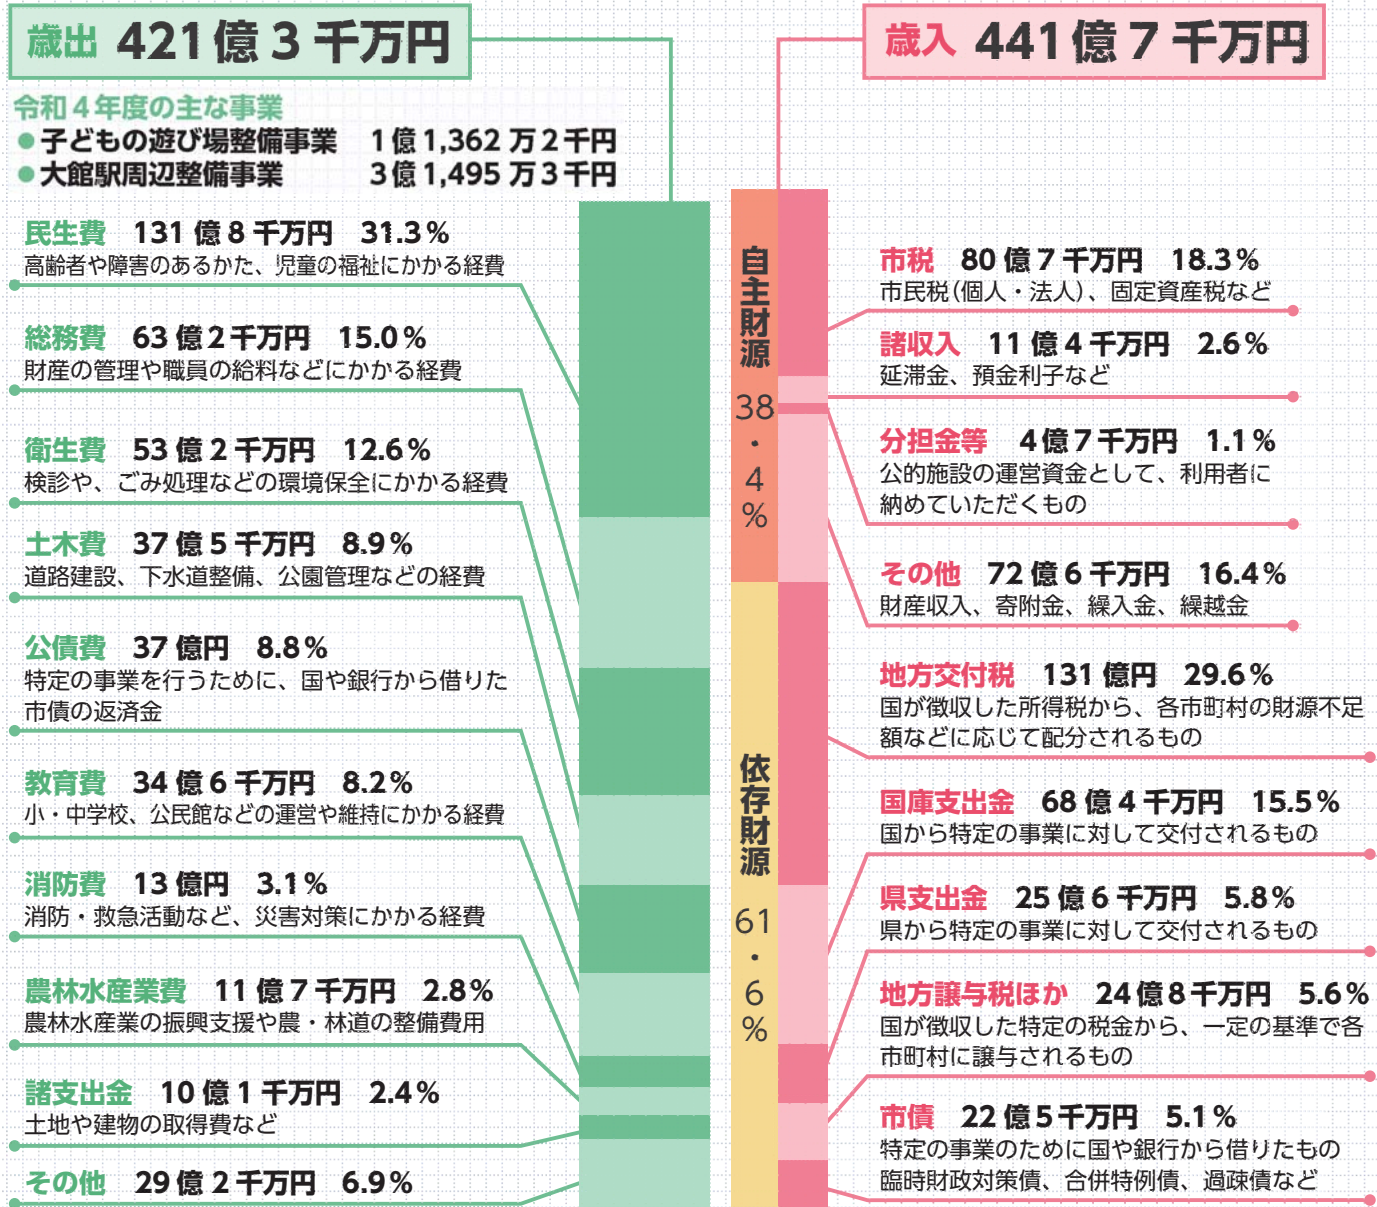 歳出 421億3千万円
令和4年度の主な事業
●子どもの遊び場整備事業 1億1,362万2千円
●大館駅周辺整備事業 3億1,495万3千円
民生費 131億8千万円 31.3%
高齢者や障害のあるかた、児童の福祉にかかる経費
総務費 63億2千万円 15.0%
財産の管理や職員の給料などにかかる経費
衛生費 53億2千万円 12.6%
検診や、ごみ処理などの環境保全にかかる経費
土木費 37億5千万円 8.9%
道路建設、下水道整備、公園管理などの経費
公債費 37億円 8.8%
特定の事業を行うために、国や銀行から借りた
市債の返済金
教育費 34億6千万円 8.2%
小・中学校、公民館などの運営や維持にかかる経費
消防費 13億円 3.1%
消防・救急活動など、災害対策にかかる経費
農林水産業費 11億7千万円 2.8%
農林水産業の振興支援や農・林道の整備費用
諸支出金 10億1千万円 2.4%
土地や建物の取得費など
その他 29億2千万円 6.9%
歳入 441億7千万円
自主財源 38・4%
依存財源 61・6%
市税 80億7千万円 18.3%
市民税(個人・法人)、固定資産税など
諸収入 11億4千万円 2.6%
延滞金、預金利子など
分担金等 4億7千万円 1.1%
公的施設の運営資金として、利用者に
納めていただくもの
その他 72億6千万円 16.4%
財産収入、寄附金、繰入金、繰越金
地方交付税 131億円 29.6%
国が徴収した所得税から、各市町村の財源不足
額などに応じて配分されるもの
国庫支出金 68億4千万円 15.5%
国から特定の事業に対して交付されるもの
県支出金 25億6千万円 5.8%
県から特定の事業に対して交付されるもの
地方譲与税ほか 24億8千万円 5.6%
国が徴収した特定の税金から、一定の基準で各
市町村に譲与されるもの
市債 22億5千万円 5.1%
特定の事業のために国や銀行から借りたもの
臨時財政対策債、合併特例債、過疎債など